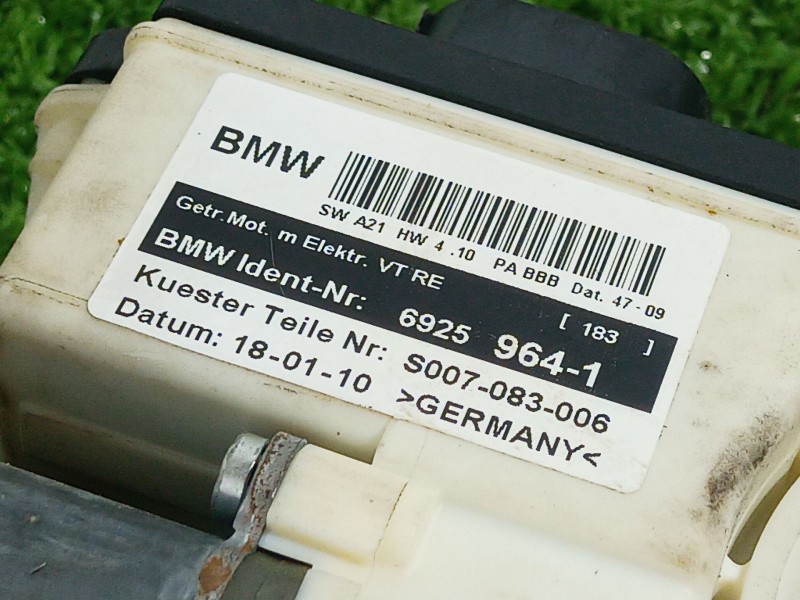 BMW
SW A21 HW 4.10 PA BBB Dat. 47-09
Getr.Mot. m Elektr. VT RE [ 183 ]
BMW Ident-Nr: 6925 964-1
Kuester Teile Nr: S007-083-006
Datum: 18-01-10 >GERMANY<